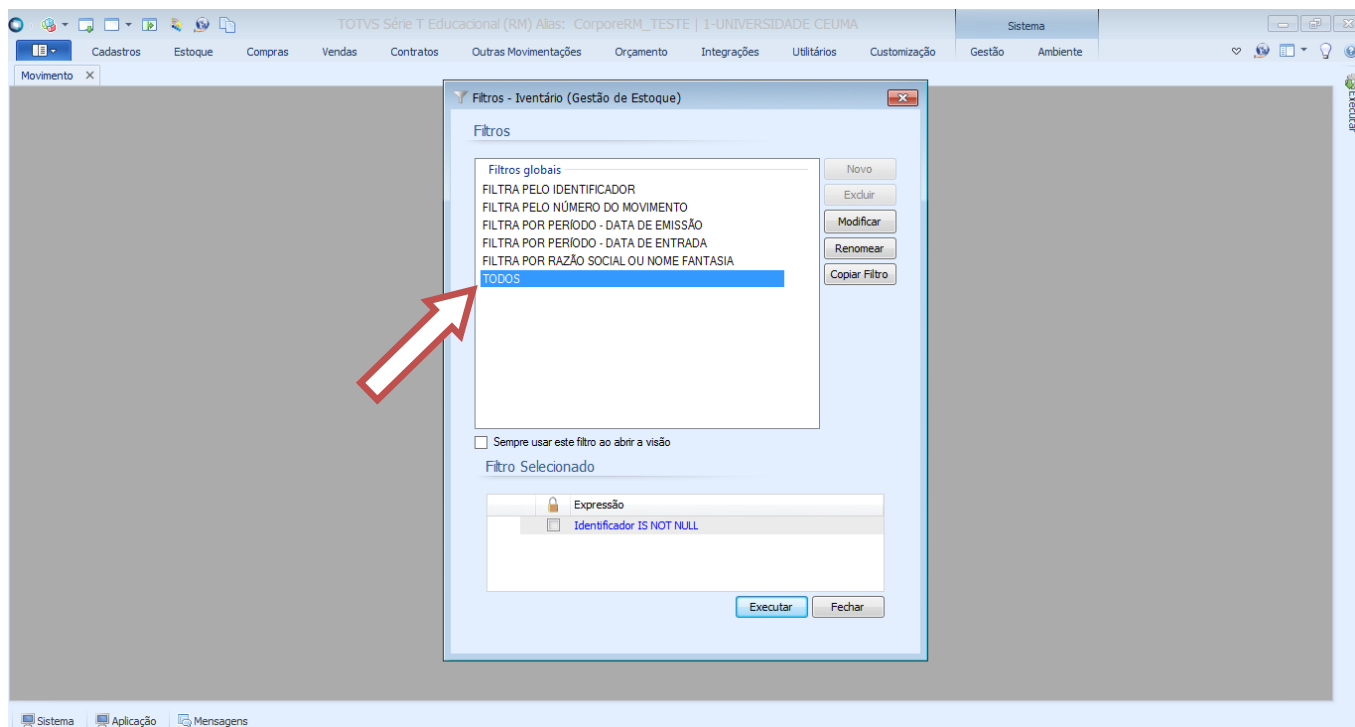 TOTVS Série T Educacional (RM) Alias: CorporeRM_TESTE | 1-UNIVERSIDADE CEUMA
Sistema
Cadastros Estoque Compras Vendas Contratos Outras Movimentações Orçamento Integrações Utilitários Customização Gestão Ambiente
Movimento
Executar
Filtros - Iventário (Gestão de Estoque)
Filtros
Filtros globais
FILTRA PELO IDENTIFICADOR
FILTRA PELO NÚMERO DO MOVIMENTO
FILTRA POR PERÍODO - DATA DE EMISSÃO
FILTRA POR PERÍODO - DATA DE ENTRADA
FILTRA POR RAZÃO SOCIAL OU NOME FANTASIA
TODOS
Novo
Excluir
Modificar
Renomear
Copiar Filtro
Sempre usar este filtro ao abrir a visão
Filtro Selecionado
Expressão
Identificador IS NOT NULL
Executar Fechar
Sistema Aplicação Mensagens